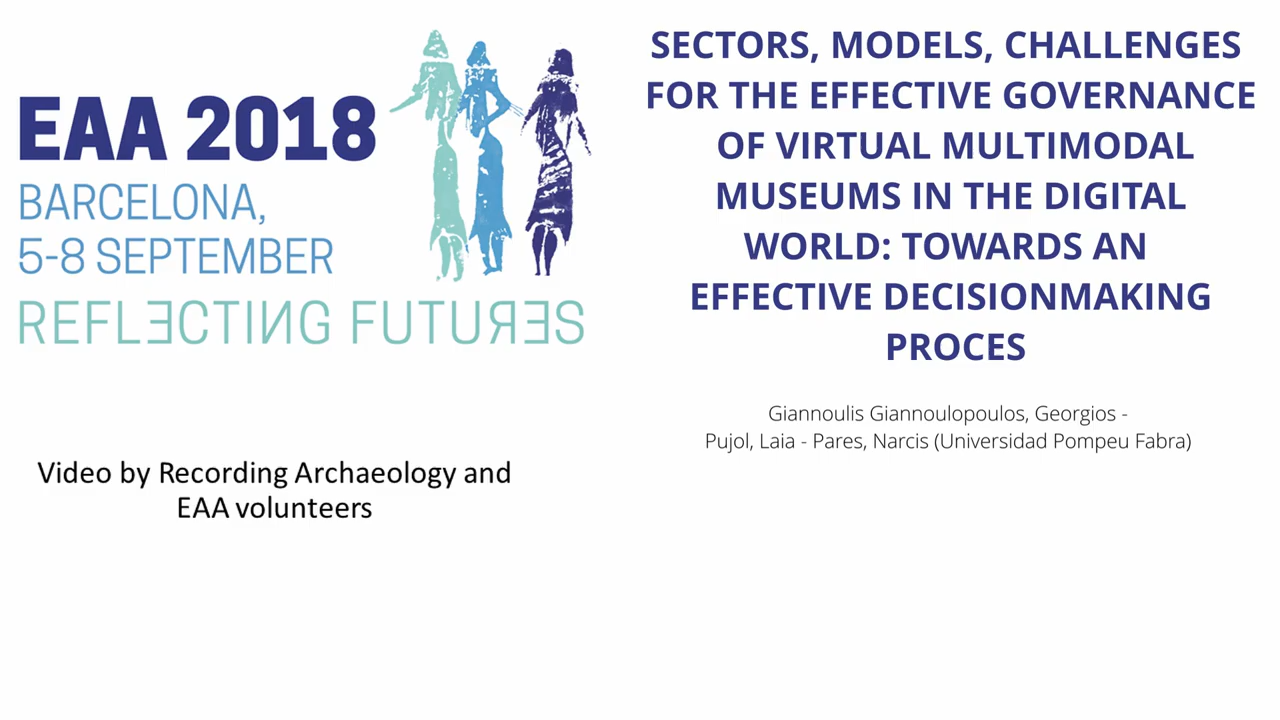 EAA 2018
BARCELONA,
5-8 SEPTEMBER
REFLECTING FUTURES
Video by Recording Archaeology and
EAA volunteers
SECTORS, MODELS, CHALLENGES
FOR THE EFFECTIVE GOVERNANCE
OF VIRTUAL MULTIMODAL
MUSEUMS IN THE DIGITAL
WORLD: TOWARDS AN
EFFECTIVE DECISIONMAKING
PROCES
Giannoulis Giannoulopoulos, Georgios -
Pujol, Laia - Pares, Narcis (Universidad Pompeu Fabra)